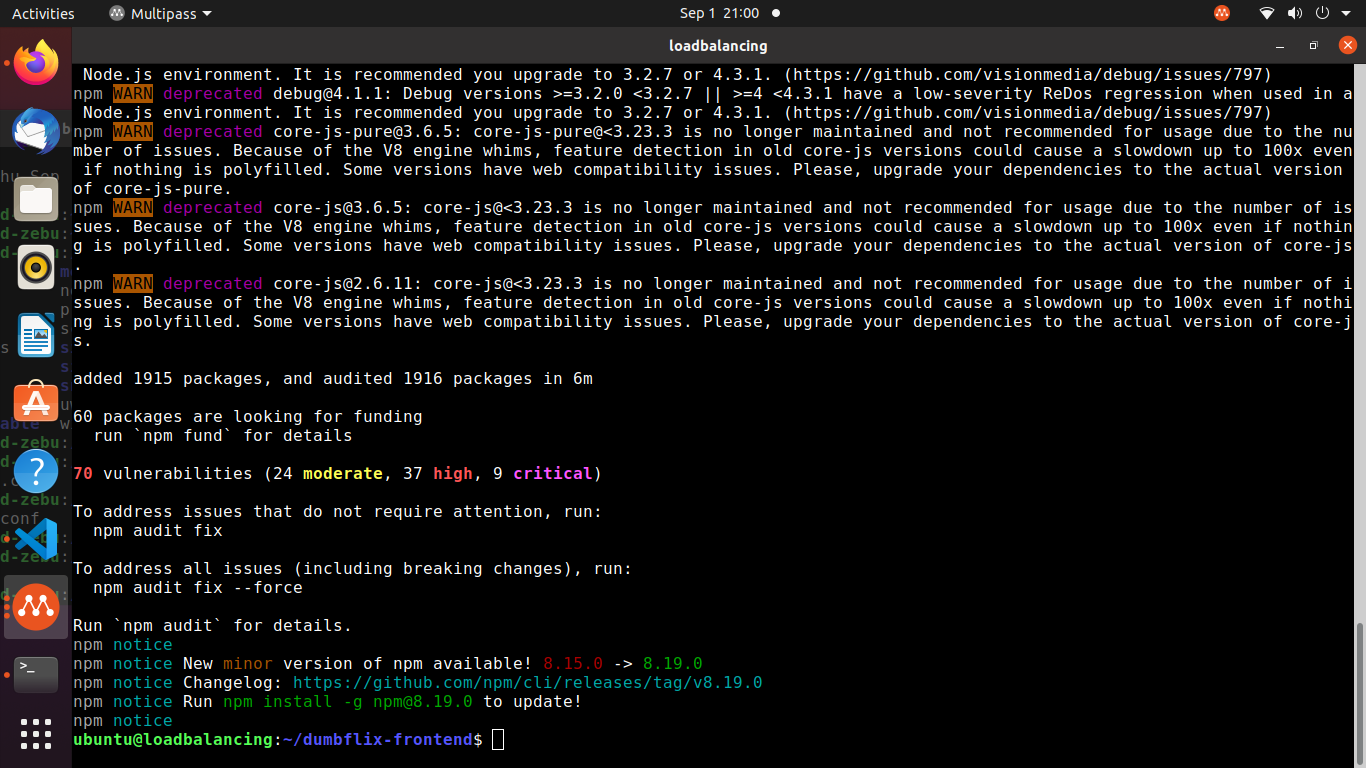 Activities Multipass Sep 1 21:00
loadbalancing
Node.js environment. It is recommended you upgrade to 3.2.7 or 4.3.1. (https://github.com/visionmedia/debug/issues/797)
npm WARN deprecated debug@4.1.1: Debug versions >=3.2.0 <3.2.7 || >=4 <4.3.1 have a low-severity ReDos regression when used in a
Node.js environment. It is recommended you upgrade to 3.2.7 or 4.3.1. (https://github.com/visionmedia/debug/issues/797)
npm WARN deprecated core-js-pure@3.6.5: core-js-pure@<3.23.3 is no longer maintained and not recommended for usage due to the nu
mber of issues. Because of the V8 engine whims, feature detection in old core-js versions could cause a slowdown up to 100x even
if nothing is polyfilled. Some versions have web compatibility issues. Please, upgrade your dependencies to the actual version
of core-js-pure.
npm WARN deprecated core-js@3.6.5: core-js@<3.23.3 is no longer maintained and not recommended for usage due to the number of is
sues. Because of the V8 engine whims, feature detection in old core-js versions could cause a slowdown up to 100x even if nothin
g is polyfilled. Some versions have web compatibility issues. Please, upgrade your dependencies to the actual version of core-js
.
npm WARN deprecated core-js@2.6.11: core-js@<3.23.3 is no longer maintained and not recommended for usage due to the number of i
ssues. Because of the V8 engine whims, feature detection in old core-js versions could cause a slowdown up to 100x even if nothi
ng is polyfilled. Some versions have web compatibility issues. Please, upgrade your dependencies to the actual version of core-j
s.
added 1915 packages, and audited 1916 packages in 6m
60 packages are looking for funding
run `npm fund` for details
70 vulnerabilities (24 moderate, 37 high, 9 critical)
To address issues that do not require attention, run:
npm audit fix
To address all issues (including breaking changes), run:
npm audit fix --force
Run `npm audit` for details.
npm notice
npm notice New minor version of npm available! 8.15.0 -> 8.19.0
npm notice Changelog: https://github.com/npm/cli/releases/tag/v8.19.0
npm notice Run npm install -g npm@8.19.0 to update!
npm notice
ubuntu@loadbalancing:~/dumbflix-frontend$